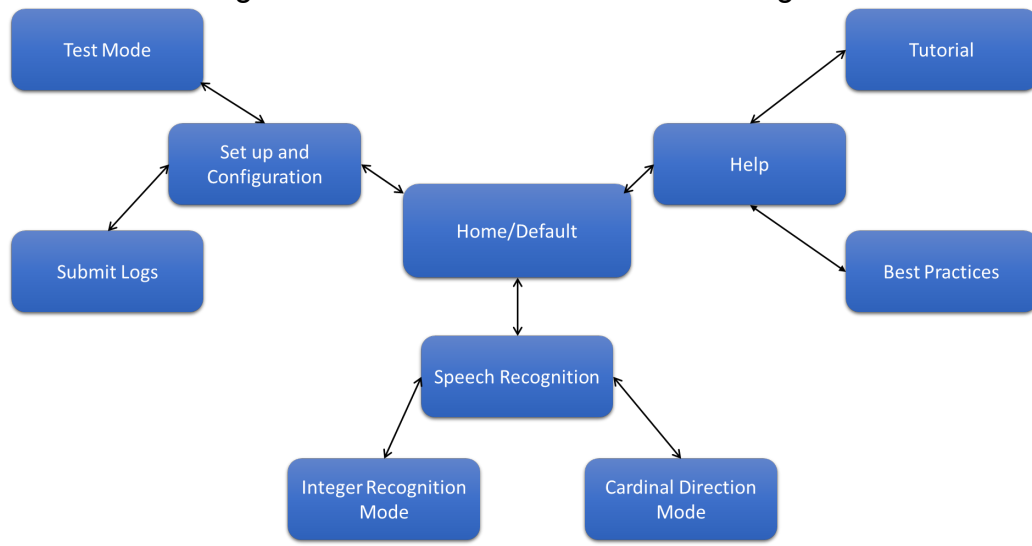 Test Mode
Tutorial
Set up and
Configuration
Help
Home/Default
Submit Logs
Best Practices
Speech Recognition
Integer Recognition
Mode
Cardinal Direction
Mode